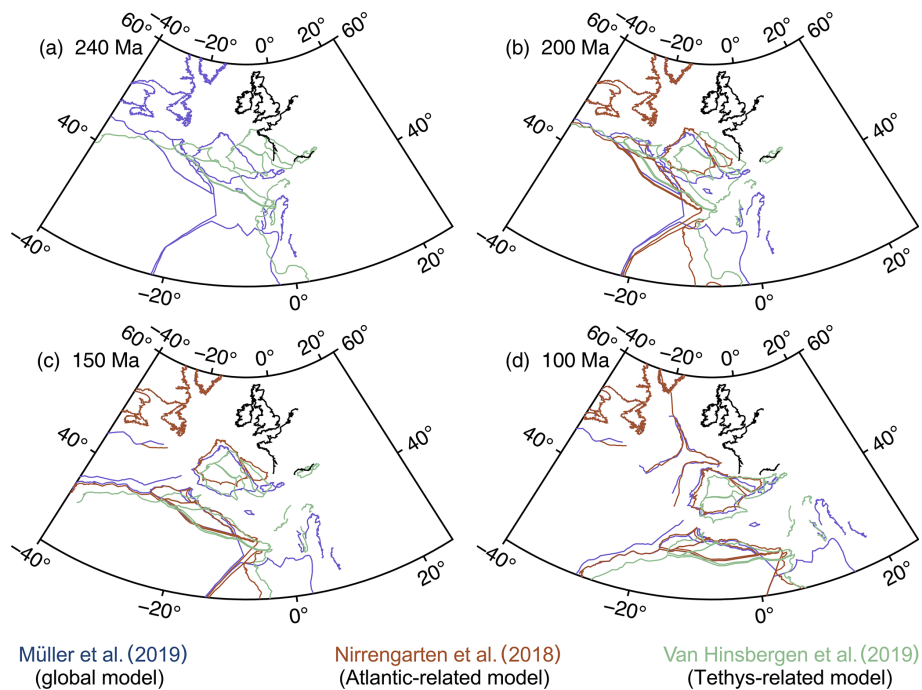 −40° −20° 0° 20° 60°
60°
(a) 240 Ma
40°
40°
−40°
20°
−20°
0°
−40° −20° 0° 20° 60°
60°
(b) 200 Ma
40°
40°
−40°
20°
−20°
0°
−40° −20° 0° 20° 60°
60°
(c) 150 Ma
40°
40°
−40°
20°
−20°
0°
−40° −20° 0° 20° 60°
60°
(d) 100 Ma
40°
40°
−40°
20°
−20°
0°
Müller et al. (2019)
(global model)
Nirrengarten et al. (2018)
(Atlantic-related model)
Van Hinsbergen et al. (2019)
(Tethys-related model)